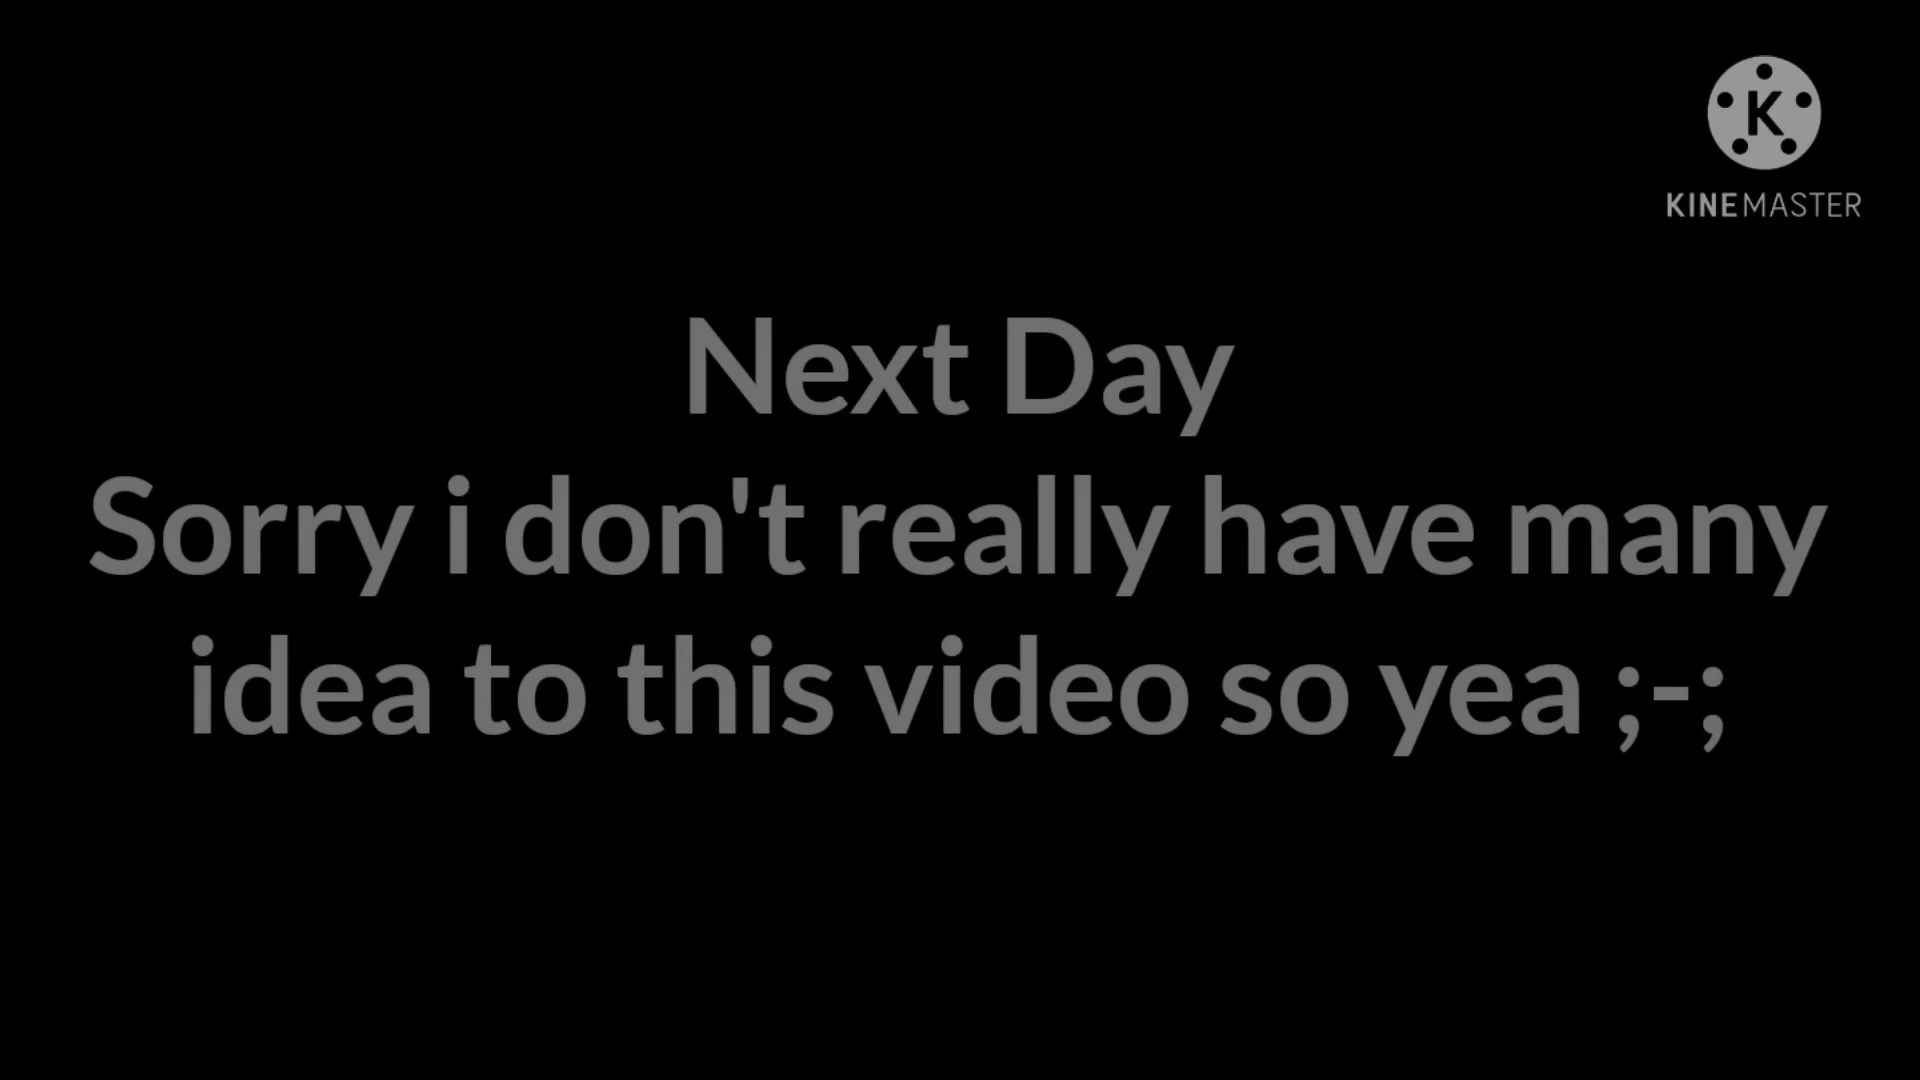 K
KINEMASTER
Next Day
Sorry i don't really have many
idea to this video so yea ;-;